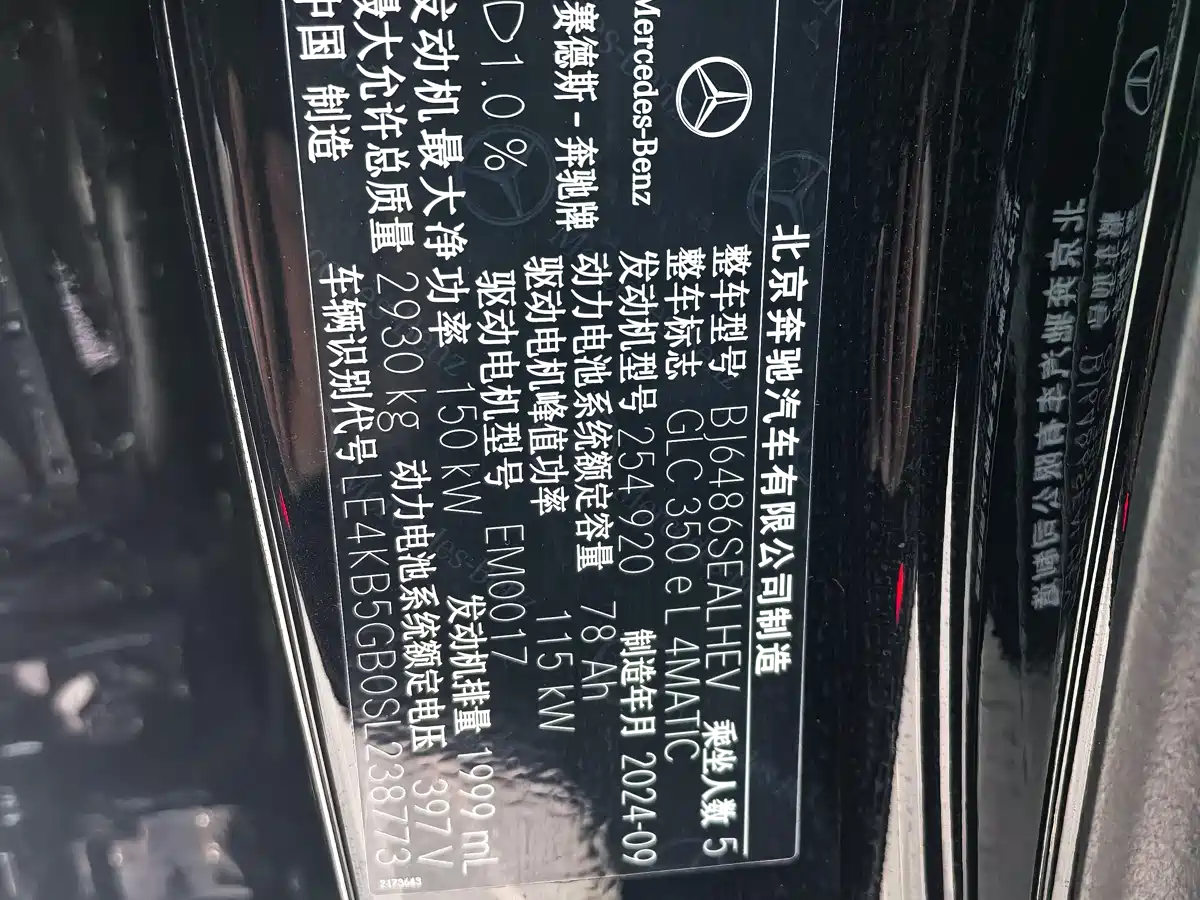 北京奔驰汽车有限公司制造
Mercedes-Benz
赛德斯-奔驰牌
整车型号 BJ6486SEALHEV 乘坐人数 5
整车标志 GLC 350 e L 4MATIC
发动机型号 254 920 制造年月 2024-09
动力电池系统额定容量 78 Ah
驱动电机峰值功率 115 kW
1.0 %
驱动电机型号 EM0017
发动机最大净功率 150 kW 发动机排量 1999 mL
最大允许总质量 2930 kg 动力电池系统额定电压 397 V
中国 制造
车辆识别代号 LE4KB5GB0SL238773
2173643